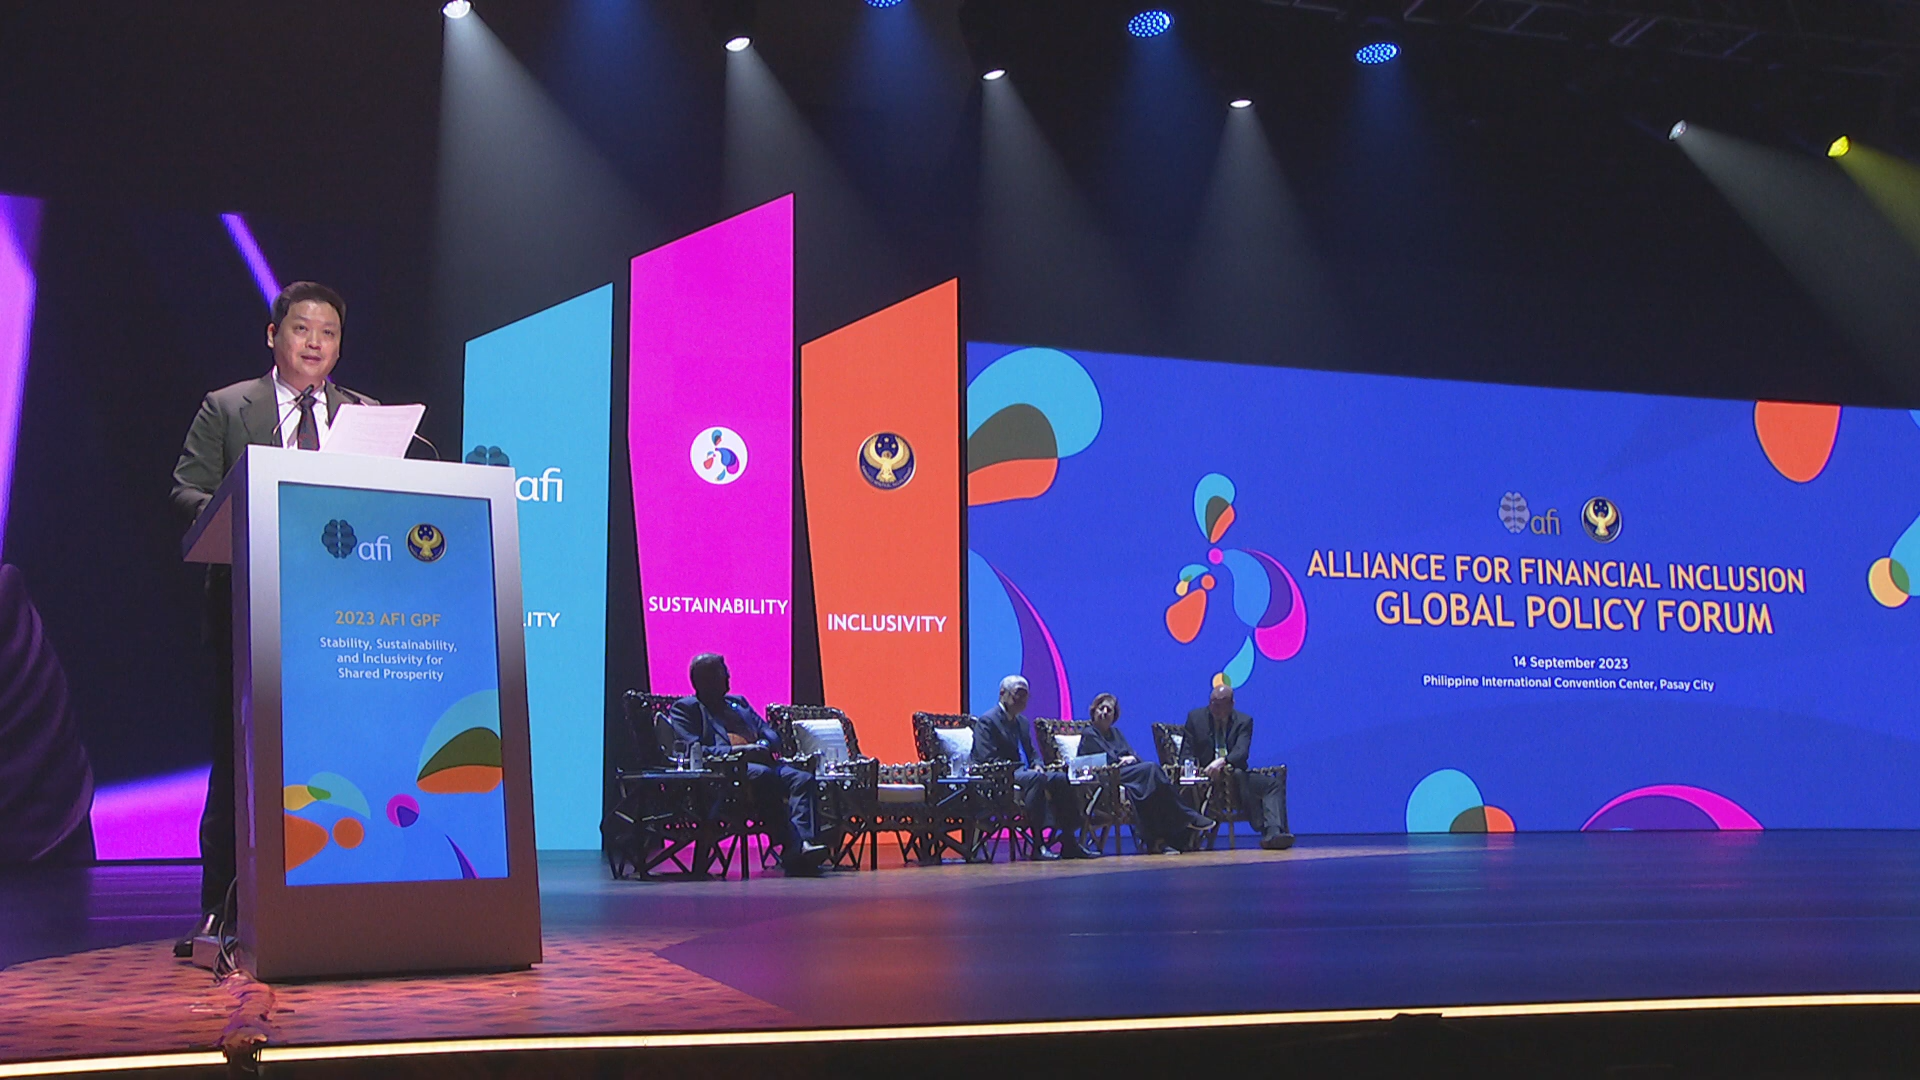 afi
LITY
SUSTAINABILITY
INCLUSIVITY
afi
2023 AFI GPF
Stability, Sustainability,
and Inclusivity for
Shared Prosperity
afi
ALLIANCE FOR FINANCIAL INCLUSION
GLOBAL POLICY FORUM
14 September 2023
Philippine International Convention Center, Pasay City